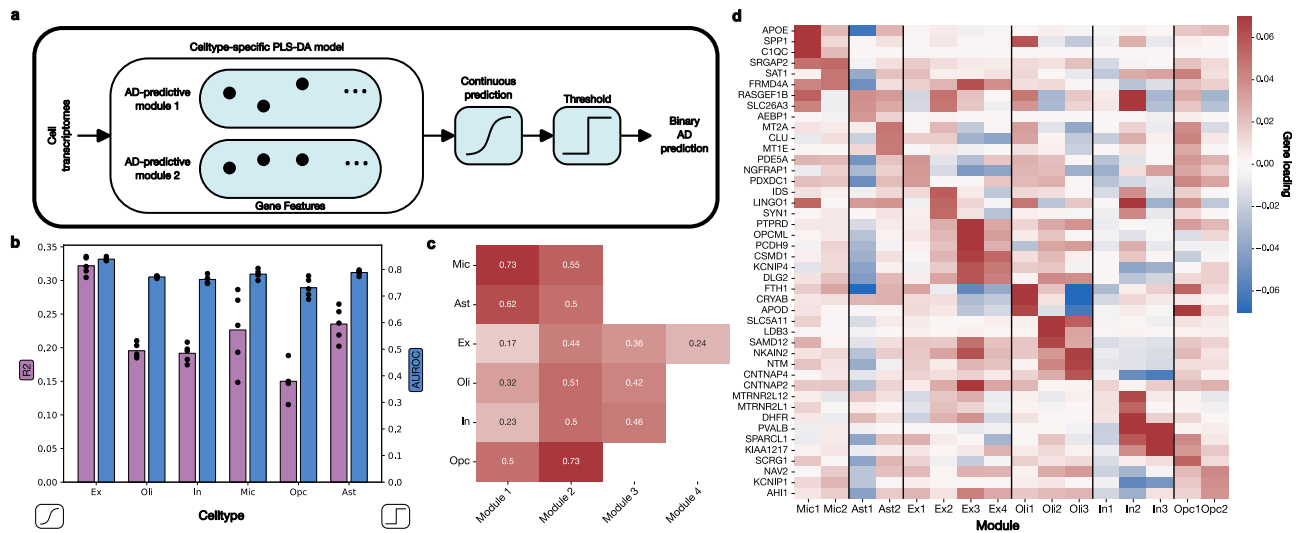 a
Celltype-specific PLS-DA model
AD-predictive
module 1
AD-predictive
module 2
Gene Features
Cell
transcriptomes
Continuous
prediction
Threshold
Binary
AD
prediction
b
0,35
0,30
0,25
0,20
0,15
0,10
0,05
0,00
R2
0,8
0,7
0,6
0,5
0,4
0,3
0,2
0,1
0,0
AUROC
Ex Oli In Mic Opc Ast
Celltype
c
Mic 0.73 0.55
Ast 0.62 0.5
Ex 0.17 0.44 0.36 0.24
Oli 0.32 0.51 0.42
In 0.23 0.5 0.46
Opc 0.5 0.73
Module 1 Module 2 Module 3 Module 4
d
APOE
SPP1
C1QC
SRGAP2
SAT1
FRMD4A
RASGEF1B
SLC26A3
AEBP1
MT2A
CLU
MT1E
PDE5A
NGFRAP1
PDXDC1
IDS
LINGO1
SYN1
PTPRD
OPCML
PCDH9
CSMD1
KCNIP4
DLG2
FTH1
CRYAB
APOD
SLC5A11
LDB3
SAMD12
NKAIN2
NTM
CNTNAP4
CNTNAP2
MTRNR2L12
MTRNR2L1
DHFR
PVALB
SPARCL1
KIAA1217
SCRG1
NAV2
KCNIP1
AHI1
Mic1 Mic2 Ast1 Ast2 Ex1 Ex2 Ex3 Ex4 Oli1 Oli2 Oli3 In1 In2 In3 Opc1 Opc2
Module
0.06
0.04
0.02
0.00
−0.02
−0.04
−0.06
Gene loading